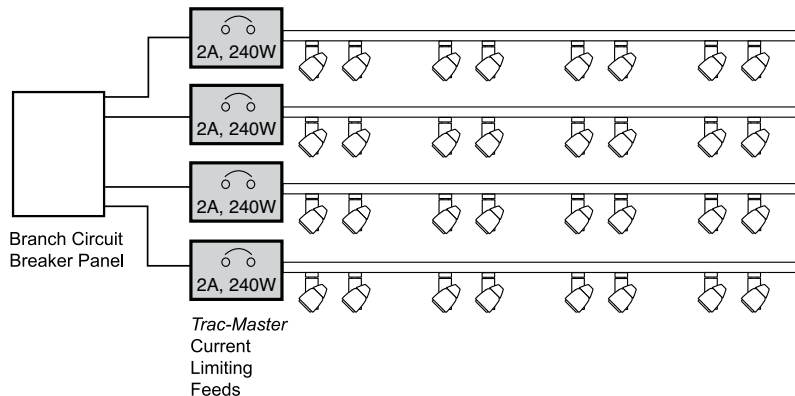 2A, 240W
2A, 240W
2A, 240W
2A, 240W
Branch Circuit
Breaker Panel
Trac-Master
Current
Limiting
Feeds